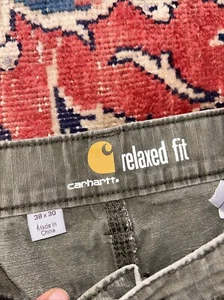 relaxed fit
carhartt.
38 x 30
Made in
China